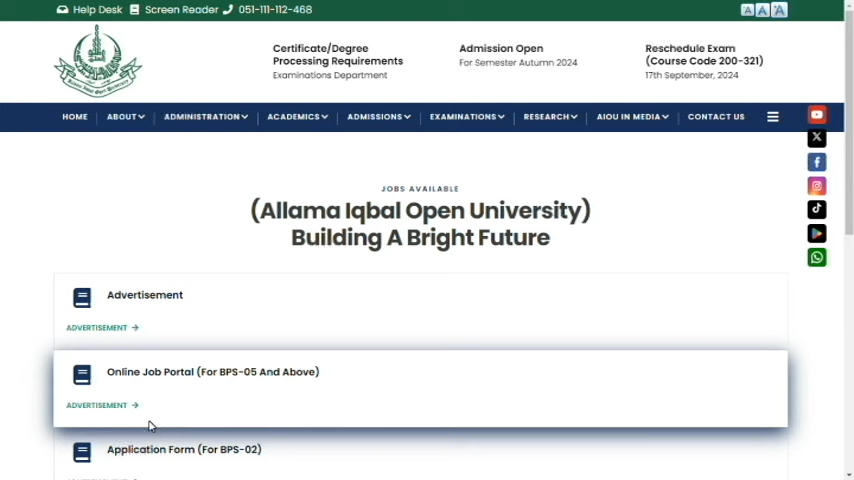 Help Desk Screen Reader 051-111-112-468
A A A
Certificate/Degree
Processing Requirements
Examinations Department
Admission Open
For Semester Autumn 2024
Reschedule Exam
(Course Code 200-321)
17th September, 2024
HOME ABOUT ADMINISTRATION ACADEMICS ADMISSIONS EXAMINATIONS RESEARCH AIOU IN MEDIA CONTACT US
JOBS AVAILABLE
(Allama Iqbal Open University)
Building A Bright Future
Advertisement
ADVERTISEMENT →
Online Job Portal (For BPS-05 And Above)
ADVERTISEMENT →
Application Form (For BPS-02)